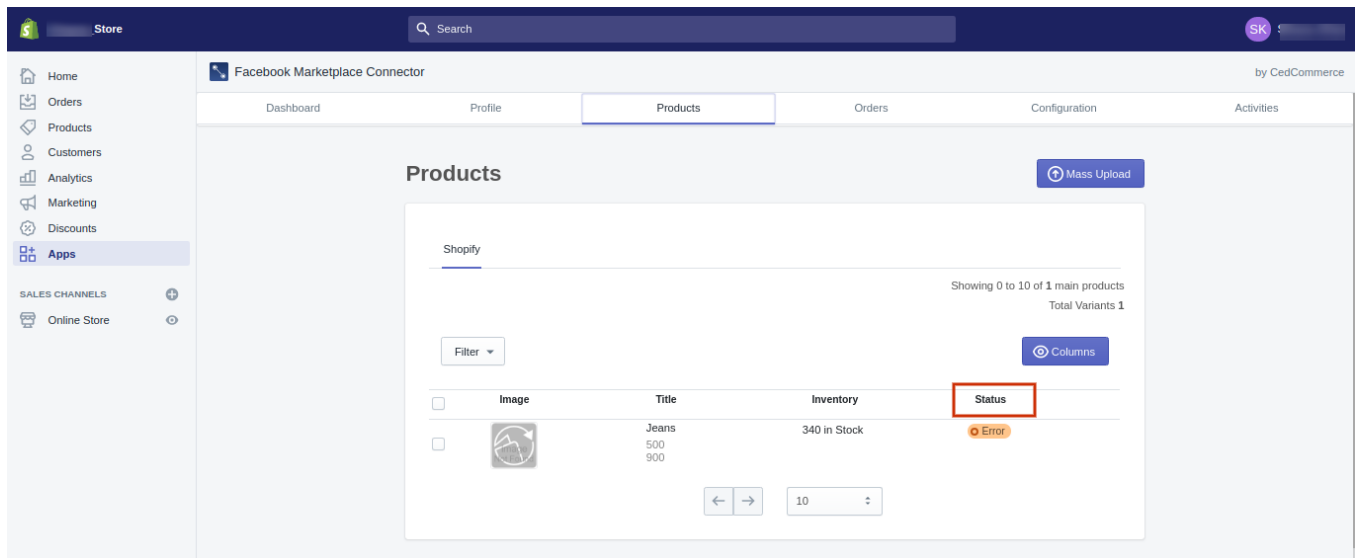 Store
Search
SK
Home
Orders
Products
Customers
Analytics
Marketing
Discounts
Apps
SALES CHANNELS
Online Store
Facebook Marketplace Connector
by CedCommerce
Dashboard Profile Products Orders Configuration Activities
Products
Mass Upload
Shopify
Showing 0 to 10 of 1 main products
Total Variants 1
Filter
Columns
Image Title Inventory Status
Jeans 340 in Stock Error
500
900
10